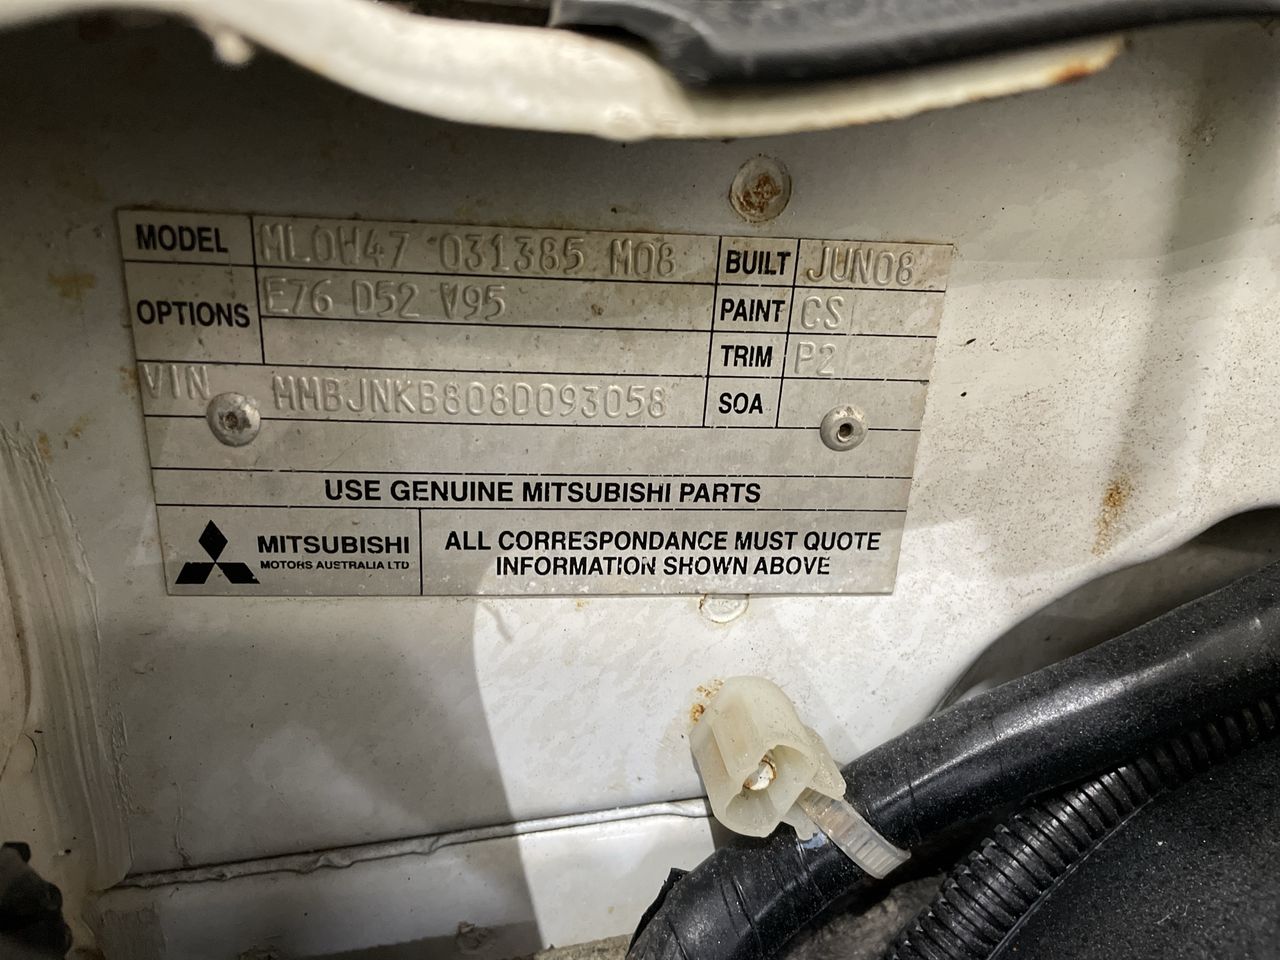 MODEL ML0W47 031385 M08 BUILT JUN08
OPTIONS E76 D52 V95 PAINT CS
TRIM P2
VIN MMBJNKB808D093058 SOA
USE GENUINE MITSUBISHI PARTS
MITSUBISHI
MOTORS AUSTRALIA LTD
ALL CORRESPONDANCE MUST QUOTE
INFORMATION SHOWN ABOVE